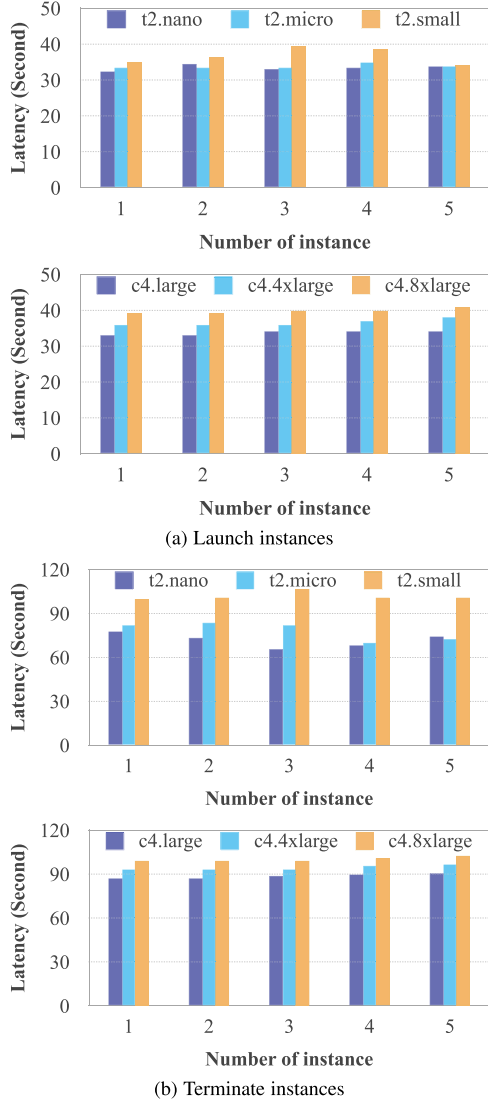 50
t2.nano t2.micro t2.small
40
30
20
10
0
1 2 3 4 5
Latency (Second)
Number of instance
50
c4.large c4.4xlarge c4.8xlarge
40
30
20
10
0
1 2 3 4 5
Latency (Second)
Number of instance
(a) Launch instances
120
t2.nano t2.micro t2.small
90
60
30
0
1 2 3 4 5
Latency (Second)
Number of instance
120
c4.large c4.4xlarge c4.8xlarge
90
60
30
0
1 2 3 4 5
Latency (Second)
Number of instance
(b) Terminate instances